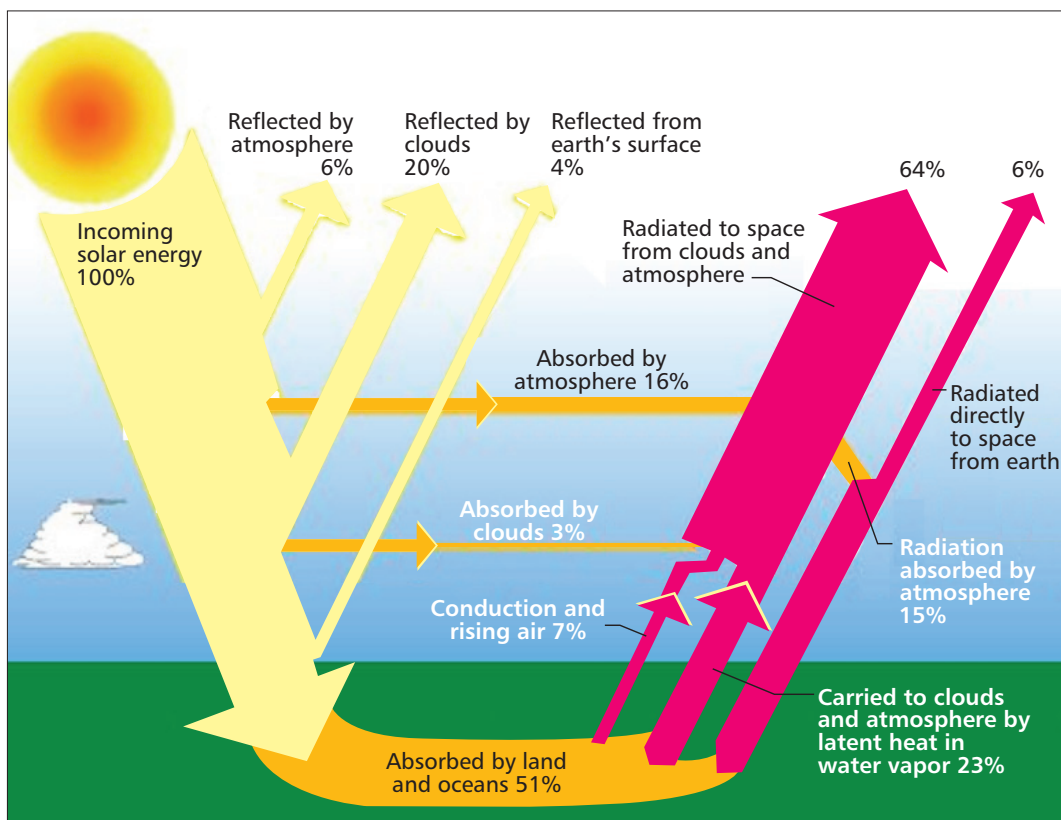 Reflected by
atmosphere
6%
Reflected by
clouds
20%
Reflected from
earth's surface
4%
64%
6%
Incoming
solar energy
100%
Radiated to space
from clouds and
atmosphere
Absorbed by
atmosphere 16%
Radiated
directly
to space
from earth
Absorbed by
clouds 3%
Radiation
absorbed by
atmosphere
15%
Conduction and
rising air 7%
Carried to clouds
and atmosphere by
latent heat in
water vapor 23%
Absorbed by land
and oceans 51%